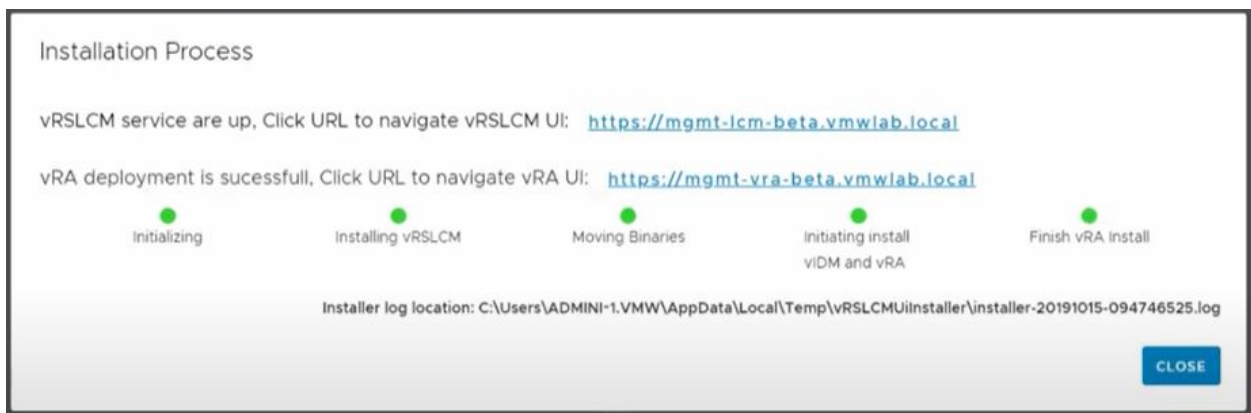 Installation Process
vRSLCM service are up, Click URL to navigate vRSLCM UI: https://mgmt-lcm-beta.vmwlab.local
vRA deployment is sucessfull, Click URL to navigate vRA UI: https://mgmt-vra-beta.vmwlab.local
Initializing Installing vRSLCM Moving Binaries Initiating install Finish vRA Install
vIDM and vRA
Installer log location: C:\Users\ADMINI~1.VMW\AppData\Local\Temp\vRSLCMUiInstaller\installer-20191015-094746525.log
CLOSE